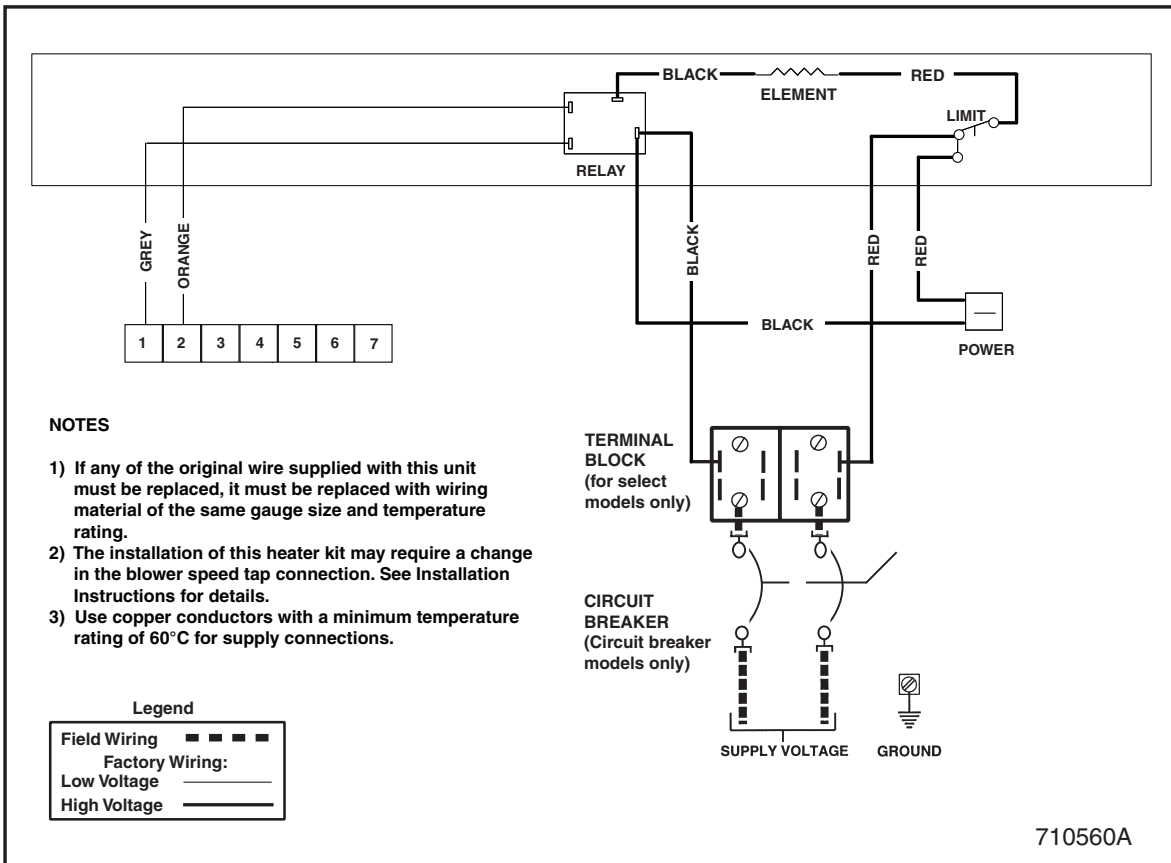 BLACK
RED
ELEMENT
LIMIT
RELAY
GREY
ORANGE
BLACK
RED
RED
BLACK
POWER
1 2 3 4 5 6 7
NOTES
1) If any of the original wire supplied with this unit
must be replaced, it must be replaced with wiring
material of the same gauge size and temperature
rating.
2) The installation of this heater kit may require a change
in the blower speed tap connection. See Installation
Instructions for details.
3) Use copper conductors with a minimum temperature
rating of 60°C for supply connections.
TERMINAL
BLOCK
(for select
models only)
CIRCUIT
BREAKER
(Circuit breaker
models only)
SUPPLY VOLTAGE
GROUND
Legend
Field Wiring
Factory Wiring:
Low Voltage
High Voltage
710560A